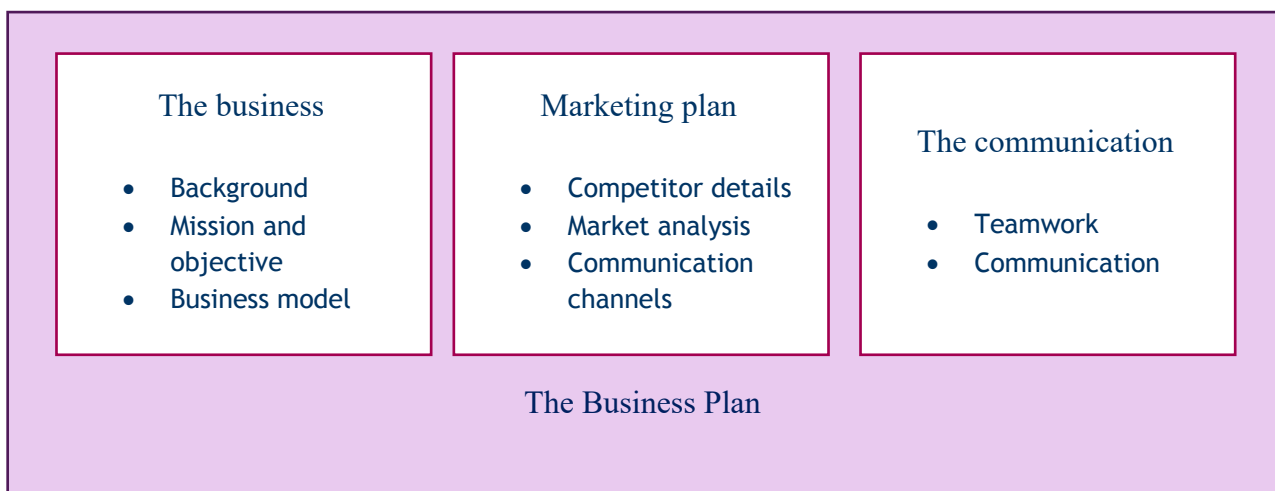 The business
• Background
• Mission and
objective
• Business model
Marketing plan
• Competitor details
• Market analysis
• Communication
channels
The communication
• Teamwork
• Communication
The Business Plan